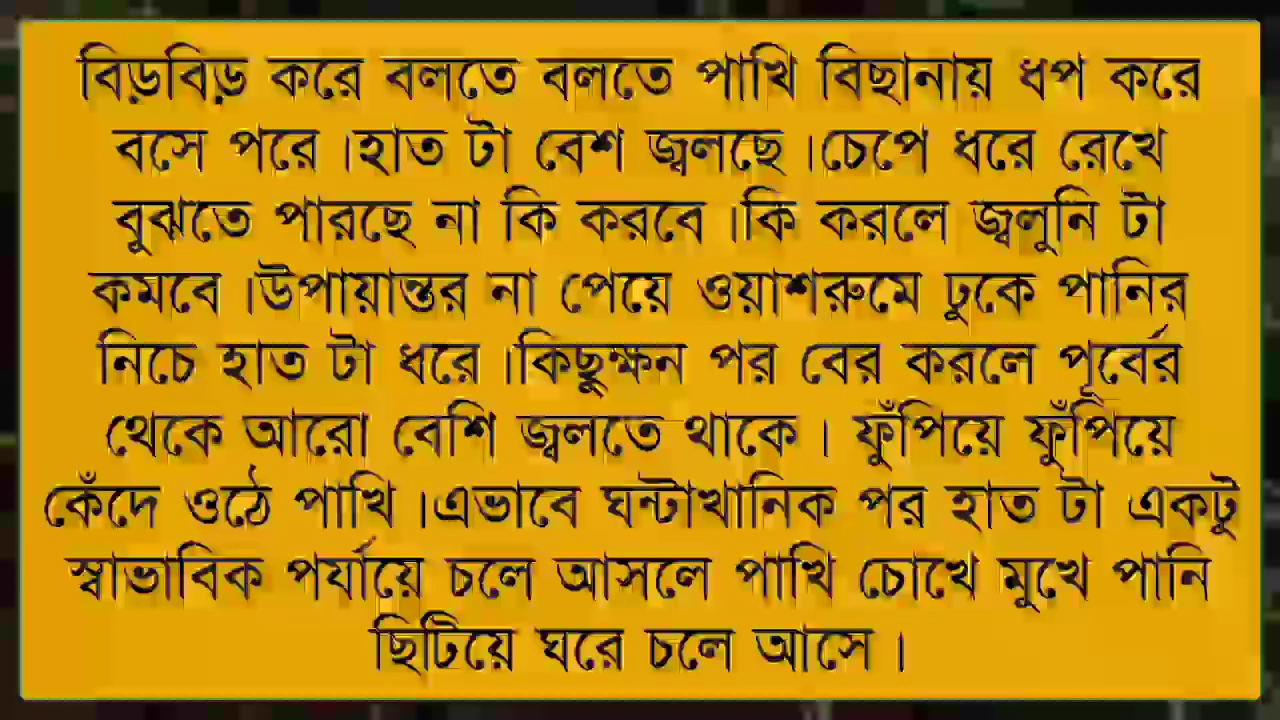 বিড়বিড় করে বলতে বলতে পাখি বিছানায় ধপ করে
বসে পরে ।হাত টা বেশ জ্বলছে ।চেপে ধরে রেখে
বুঝতে পারছে না কি করবে ।কি করলে জ্বলুনি টা
কমবে ।উপায়ান্তর না পেয়ে ওয়াশরুমে ঢুকে পানির
নিচে হাত টা ধরে ।কিছুক্ষন পর বের করলে পূর্বের
থেকে আরো বেশি জ্বলতে থাকে । ফুঁপিয়ে ফুঁপিয়ে
কেঁদে ওঠে পাখি ।এভাবে ঘন্টাখানিক পর হাত টা একটু
স্বাভাবিক পর্যায়ে চলে আসলে পাখি চোখে মুখে পানি
ছিটিয়ে ঘরে চলে আসে ।